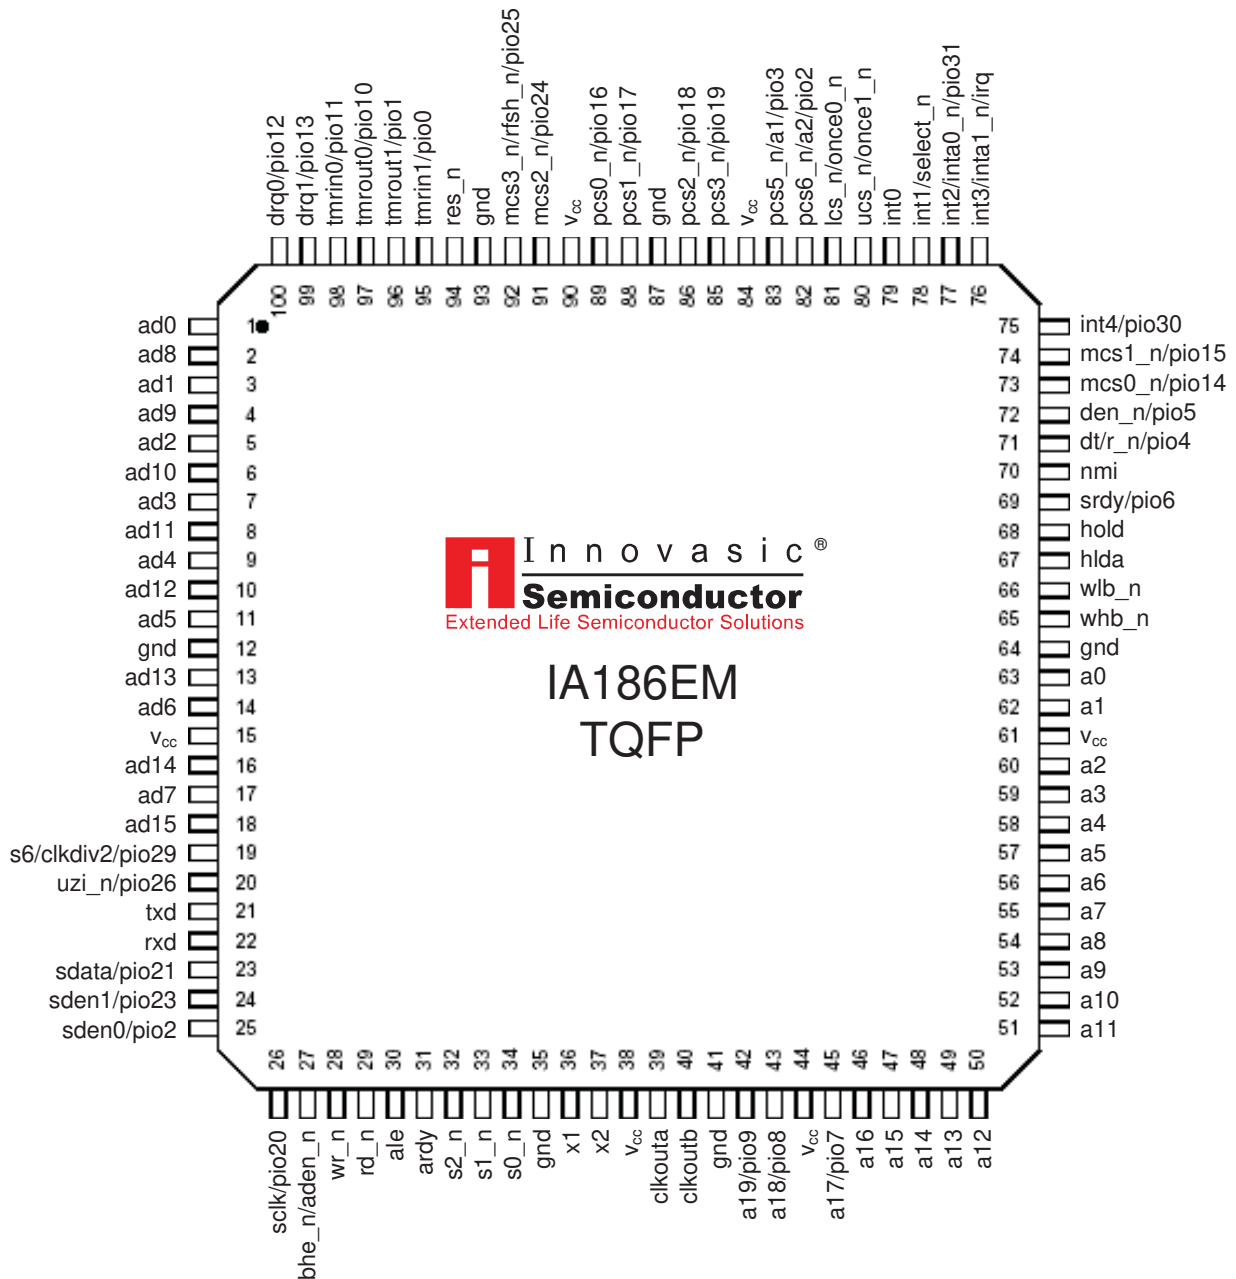 drq0/pio12
drq1/pio13
tmrin0/pio11
tmrout0/pio10
tmrout1/pio1
tmrin1/pio0
res_n
gnd
mcs3_n/rfsh_n/pio25
mcs2_n/pio24
vcc
pcs0_n/pio16
pcs1_n/pio17
gnd
pcs2_n/pio18
pcs3_n/pio19
vcc
pcs5_n/a1/pio3
pcs6_n/a2/pio2
lcs_n/once0_n
ucs_n/once1_n
int0
int1/select_n
int2/inta0_n/pio31
int3/inta1_n/irq
100 99 98 97 96 95 94 93 92 91 90 89 88 87 86 85 84 83 82 81 80 79 78 77 76
ad0 1
ad8 2
ad1 3
ad9 4
ad2 5
ad10 6
ad3 7
ad11 8
ad4 9
ad12 10
ad5 11
gnd 12
ad13 13
ad6 14
vcc 15
ad14 16
ad7 17
ad15 18
s6/clkdiv2/pio29 19
uzi_n/pio26 20
txd 21
rxd 22
sdata/pio21 23
sden1/pio23 24
sden0/pio2 25
Innovasic ®
Semiconductor
Extended Life Semiconductor Solutions
IA186EM
TQFP
75 int4/pio30
74 mcs1_n/pio15
73 mcs0_n/pio14
72 den_n/pio5
71 dt/r_n/pio4
70 nmi
69 srdy/pio6
68 hold
67 hlda
66 wlb_n
65 whb_n
64 gnd
63 a0
62 a1
61 vcc
60 a2
59 a3
58 a4
57 a5
56 a6
55 a7
54 a8
53 a9
52 a10
51 a11
26 27 28 29 30 31 32 33 34 35 36 37 38 39 40 41 42 43 44 45 46 47 48 49 50
sclk/pio20
bhe_n/aden_n
wr_n
rd_n
ale
ardy
s2_n
s1_n
s0_n
gnd
x1
x2
vcc
clkouta
clkoutb
gnd
a19/pio9
a18/pio8
vcc
a17/pio7
a16
a15
a14
a13
a12